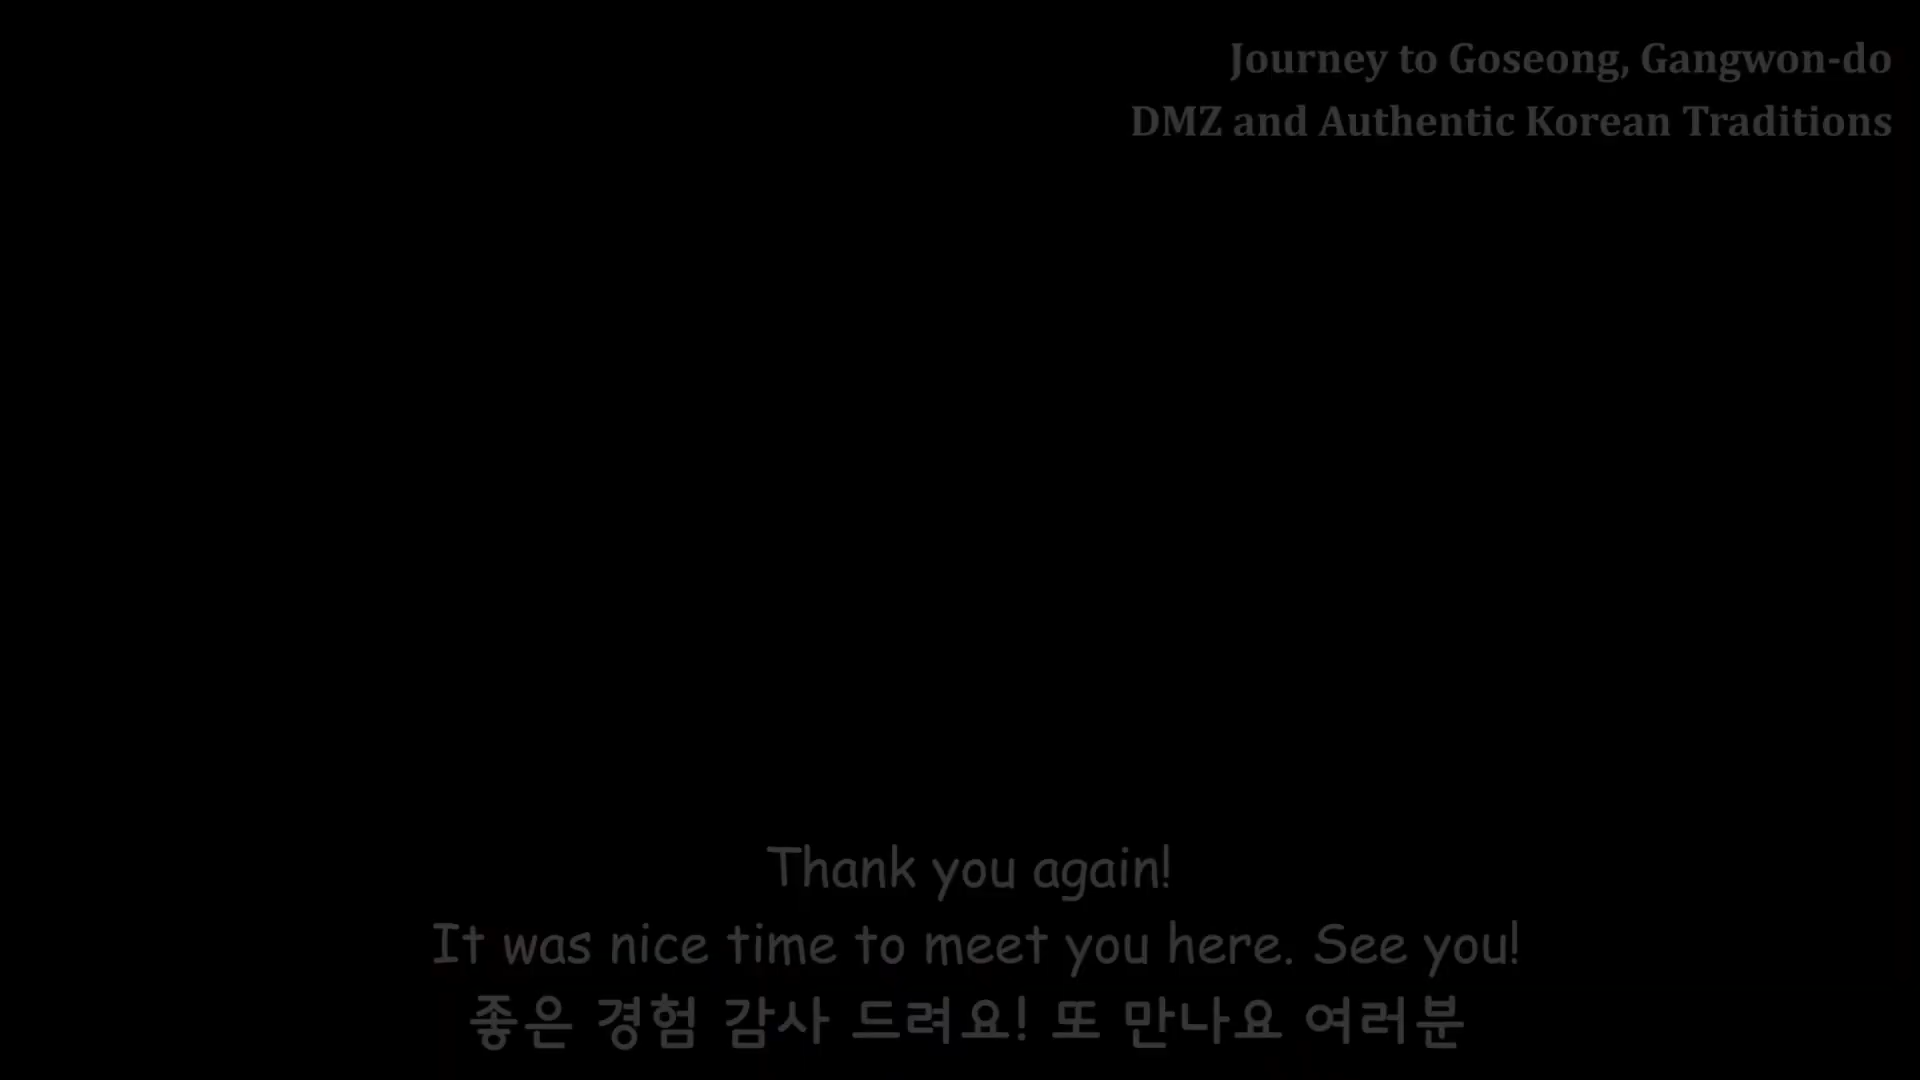 Journey to Goseong, Gangwon-do
DMZ and Authentic Korean Traditions
Thank you again!
It was nice time to meet you here. See you!
좋은 경험 감사 드려요! 또 만나요 여러분